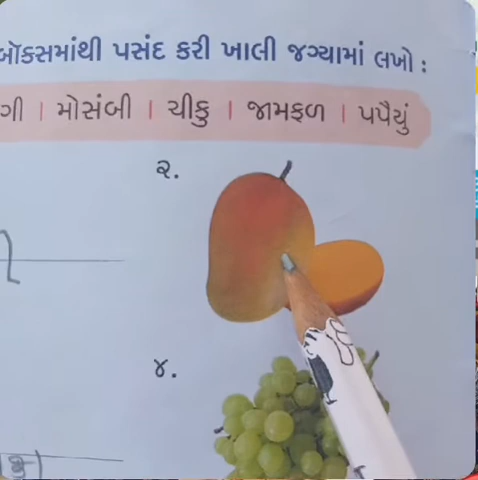 બૉક્સમાંથી પસંદ કરી ખાલી જગ્યામાં લખો :
ગી | મોસંબી | ચીકુ | જામફળ | પપૈયું
૨.
૪.